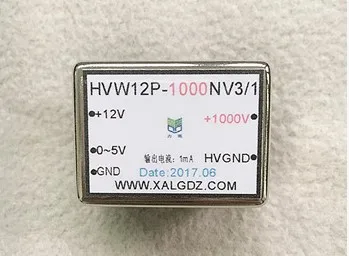 HVW12P-1000NV3/1
+12V
+1000V
0~5V
输出电流：1mA
HVGND
GND
Date:2017.06
WWW.XALGDZ.COM